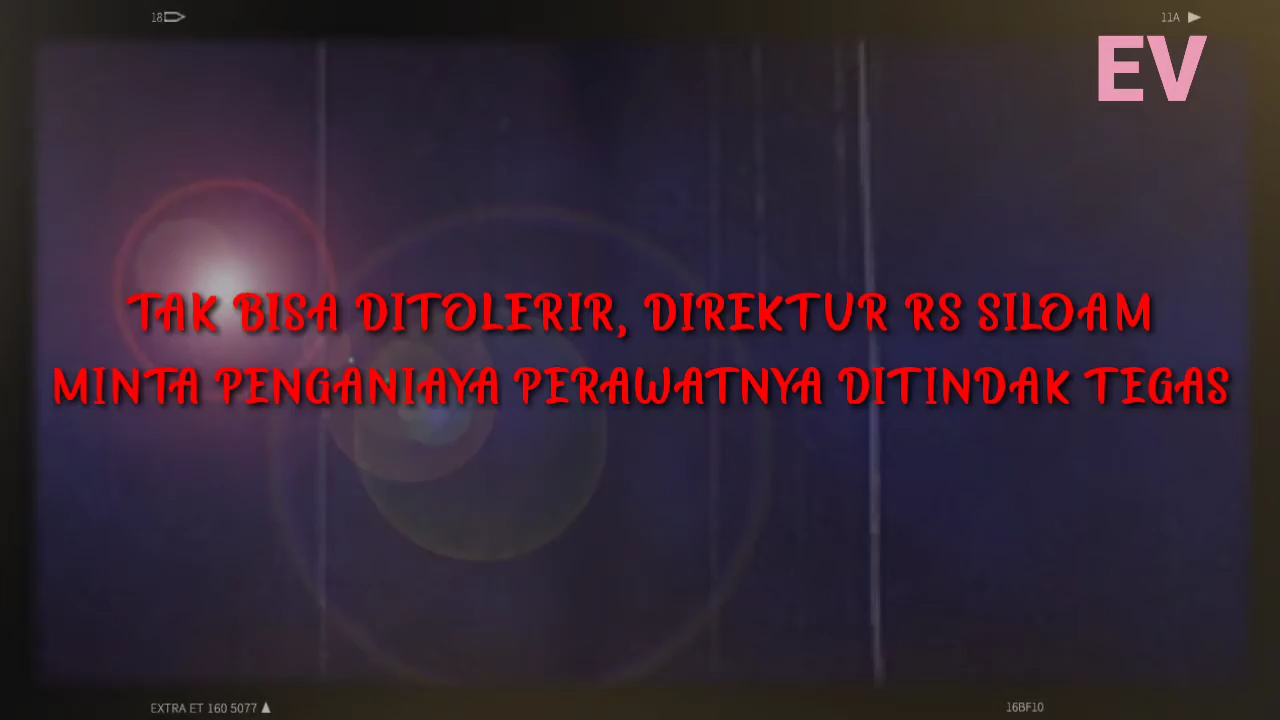 18
11A
EV
TAK BISA DITOLERIR, DIREKTUR RS SILOAM
MINTA PENGANIAYA PERAWATNYA DITINDAK TEGAS
EXTRA ET 160 5077
16BF10